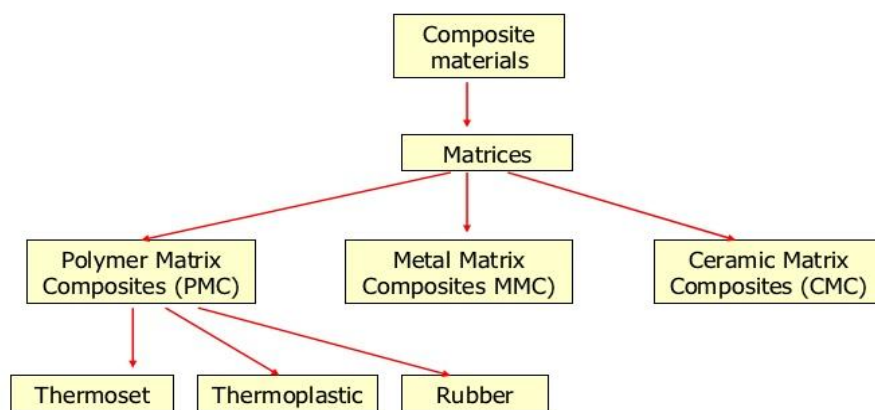 Composite
materials
Matrices
Polymer Matrix
Composites (PMC)
Metal Matrix
Composites MMC)
Ceramic Matrix
Composites (CMC)
Thermoset
Thermoplastic
Rubber